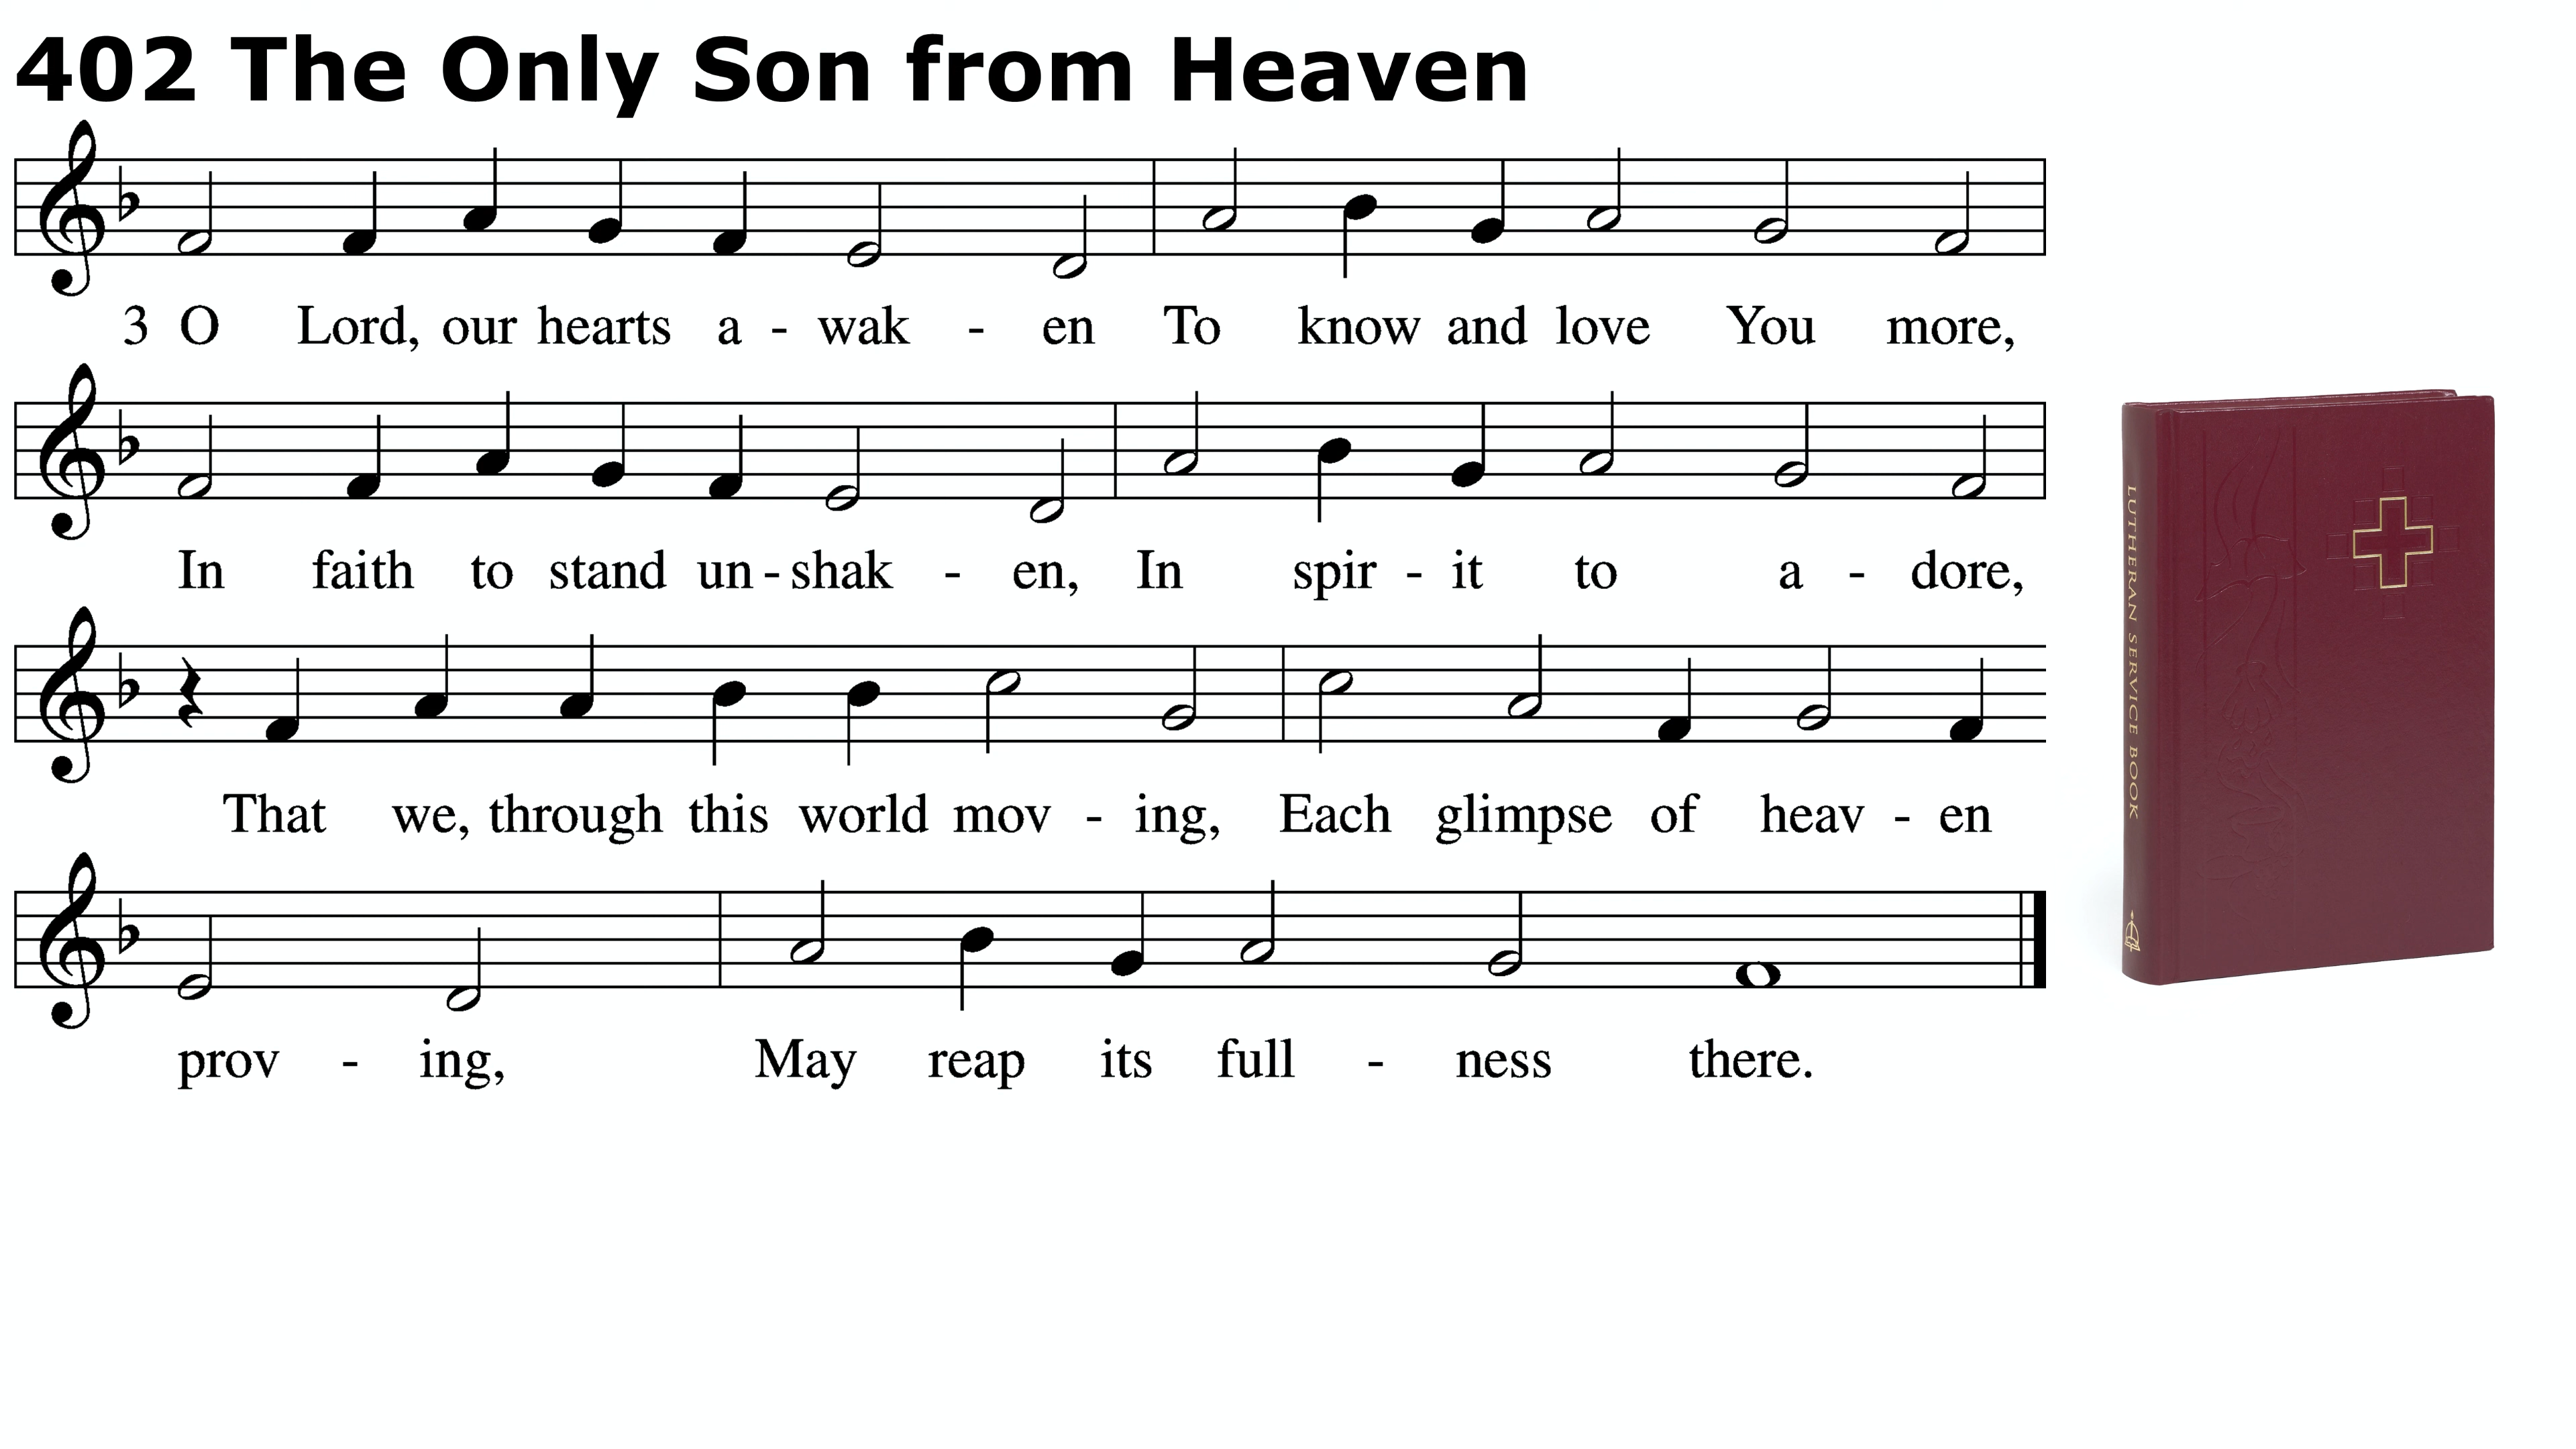 402 The Only Son from Heaven
3 O Lord, our hearts a - wak - en To know and love You more,
In faith to stand un - shak - en, In spir - it to a - dore,
That we, through this world mov - ing, Each glimpse of heav - en
prov - ing, May reap its full - ness there.
LUTHERAN SERVICE BOOK